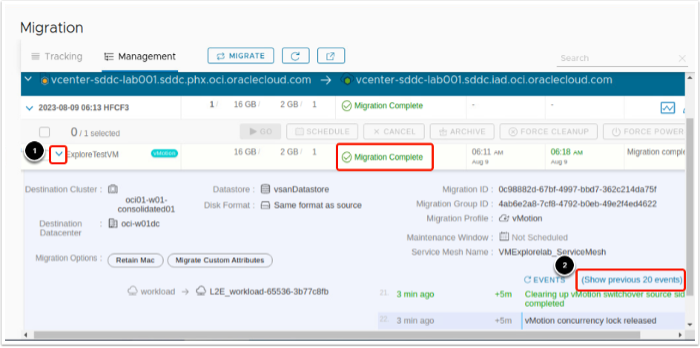 Migration
Tracking Management MIGRATE Search
vcenter-sddc-lab001.sddc.phx.oci.oraclecloud.com → vcenter-sddc-lab001.sddc.iad.oci.oraclecloud.com
2023-08-09 06:13 HFCF3 1/ 16 GB/ 2 GB/ 1 Migration Complete - -
0 / 1 selected GO SCHEDULE CANCEL ARCHIVE FORCE CLEANUP FORCE POWER
1
ExploreTestVM vMotion 16 GB/ 2 GB/ 1 Migration Complete 06:11 AM 06:18 AM Migration comple
Aug 9 Aug 9
Destination Cluster : oci01-w01-consolidated01
Destination Datacenter : oci-w01dc
Migration Options : Retain Mac Migrate Custom Attributes
workload → L2E_workload-65536-3b77c8fb
Datastore : vsanDatastore
Disk Format : Same format as source
Migration ID : 0c98882d-67bf-4997-bbd7-362c214da75f
Migration Group ID : 4ab6e2a8-7cf8-4792-b0eb-49e2f4ed4622
Migration Profile : vMotion
Maintenance Window : Not Scheduled
Service Mesh Name : VMExplorelab_ServiceMesh
2
EVENTS (Show previous 20 events)
21. 3 min ago +5m Clearing up vMotion switchover source sid
completed
22. 3 min ago +5m vMotion concurrency lock released